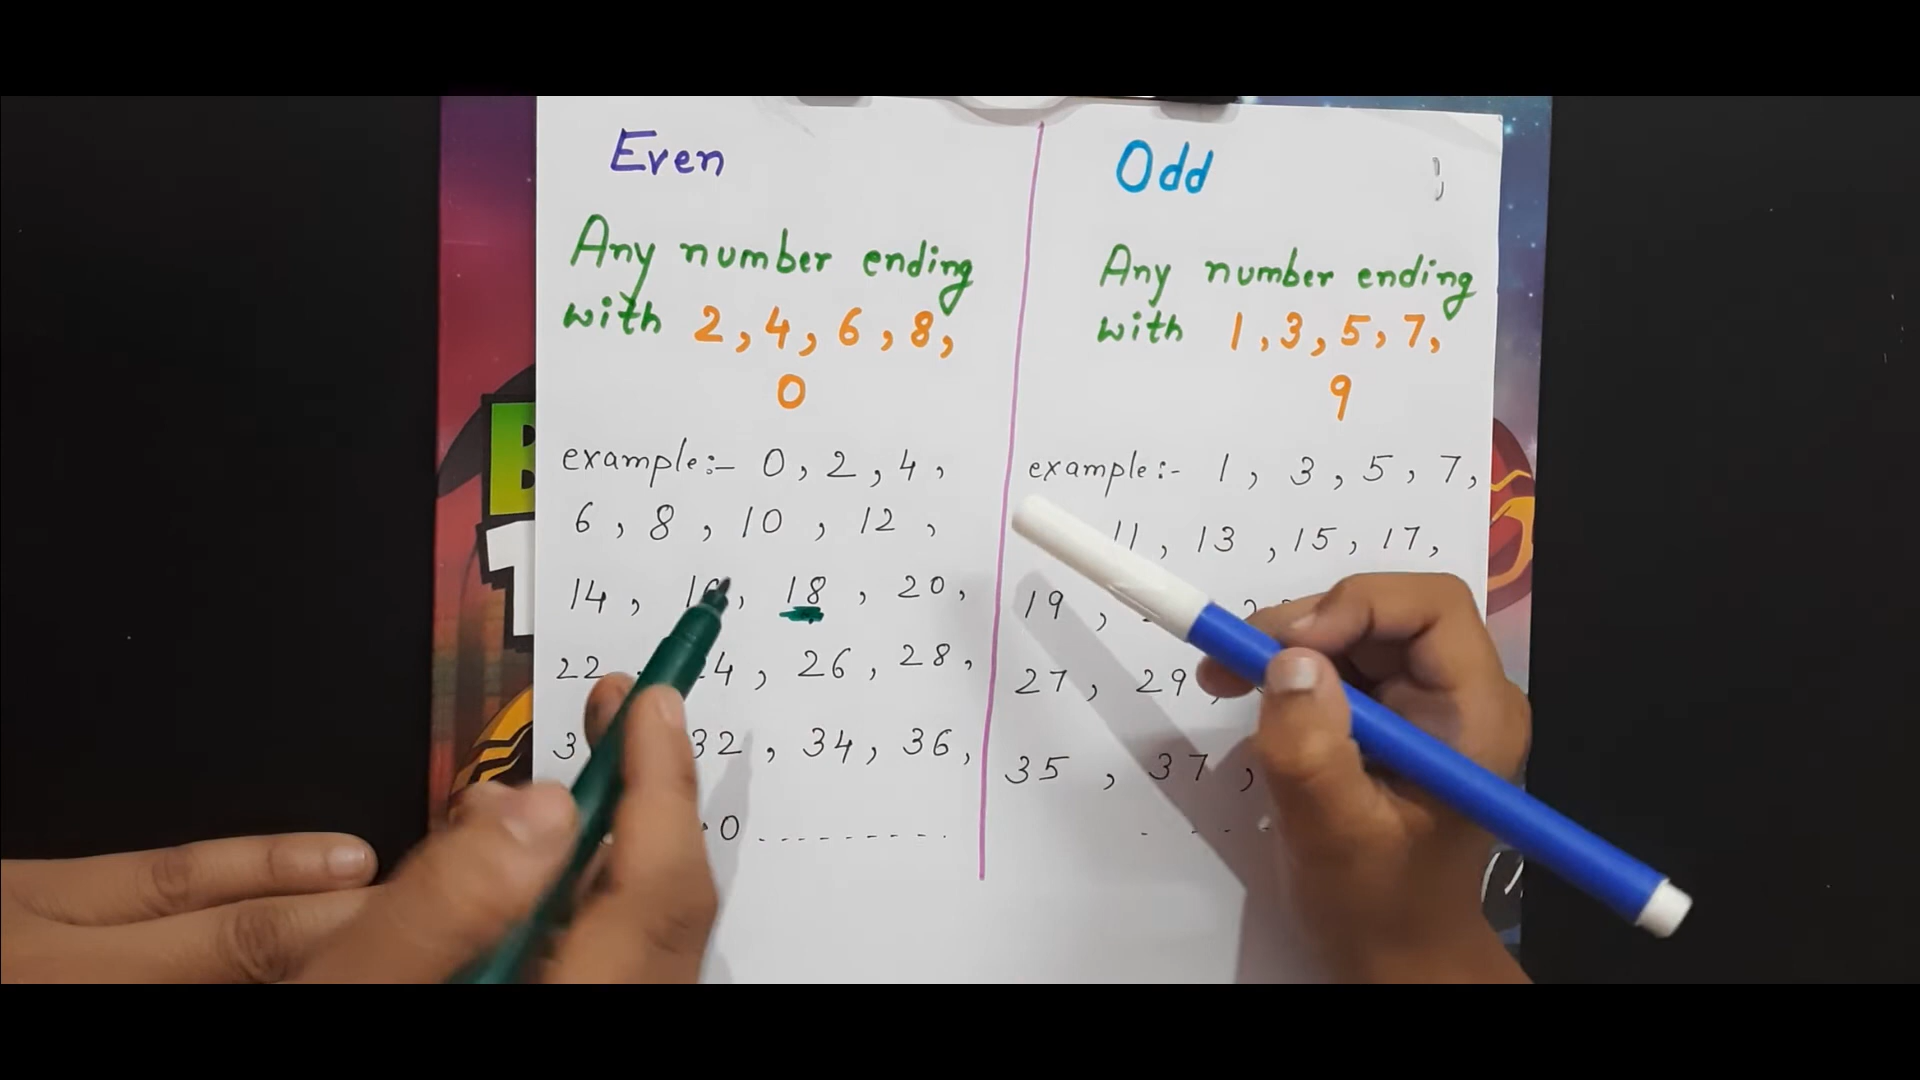 Even
Any number ending
with 2, 4, 6, 8,
0
example:- 0, 2, 4,
6, 8, 10, 12,
14, 18, 20,
22, 26, 28,
32, 34, 36,
Odd
Any number ending
with 1, 3, 5, 7,
9
example:- 1, 3, 5, 7,
11, 13, 15, 17,
19,
27, 29,
35, 37,